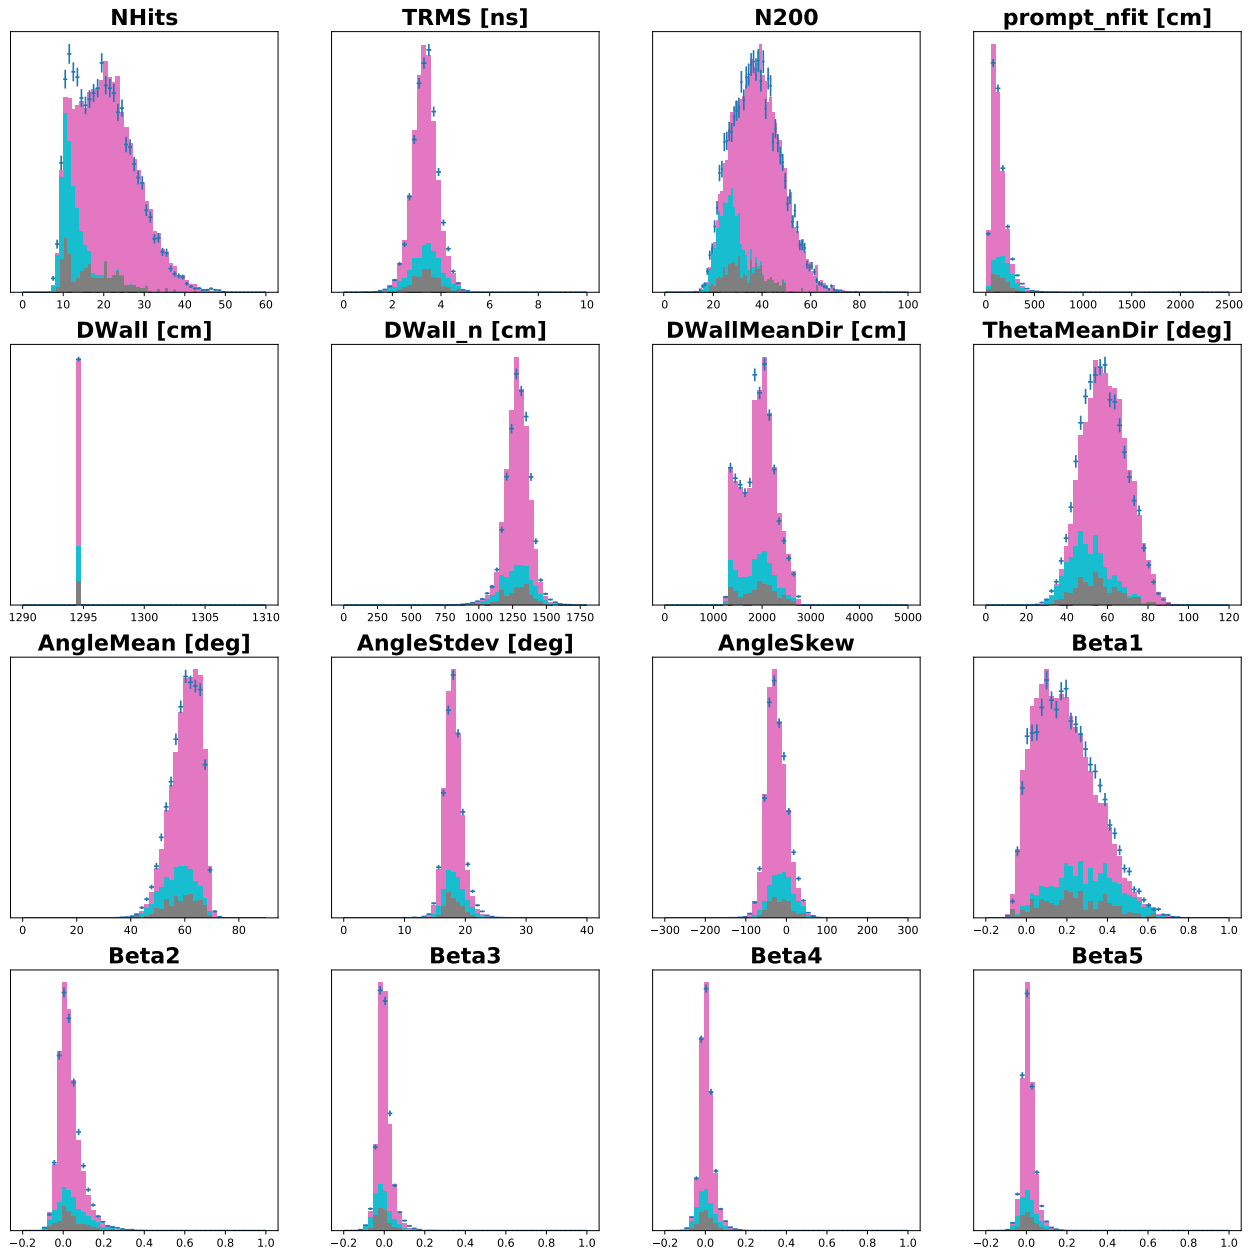 NHits TRMS [ns] N200 prompt_nfit [cm]
0 10 20 30 40 50 60 0 2 4 6 8 10 0 20 40 60 80 100 0 500 1000 1500 2000 2500
DWall [cm] DWall_n [cm] DWallMeanDir [cm] ThetaMeanDir [deg]
1290 1295 1300 1305 1310 0 250 500 750 1000 1250 1500 1750 0 1000 2000 3000 4000 5000 0 20 40 60 80 100 120
AngleMean [deg] AngleStdev [deg] AngleSkew Beta1
0 20 40 60 80 0 10 20 30 40 −300 −200 −100 0 100 200 300 −0.2 0.0 0.2 0.4 0.6 0.8 1.0
Beta2 Beta3 Beta4 Beta5
−0.2 0.0 0.2 0.4 0.6 0.8 1.0 −0.2 0.0 0.2 0.4 0.6 0.8 1.0 −0.2 0.0 0.2 0.4 0.6 0.8 1.0 −0.2 0.0 0.2 0.4 0.6 0.8 1.0